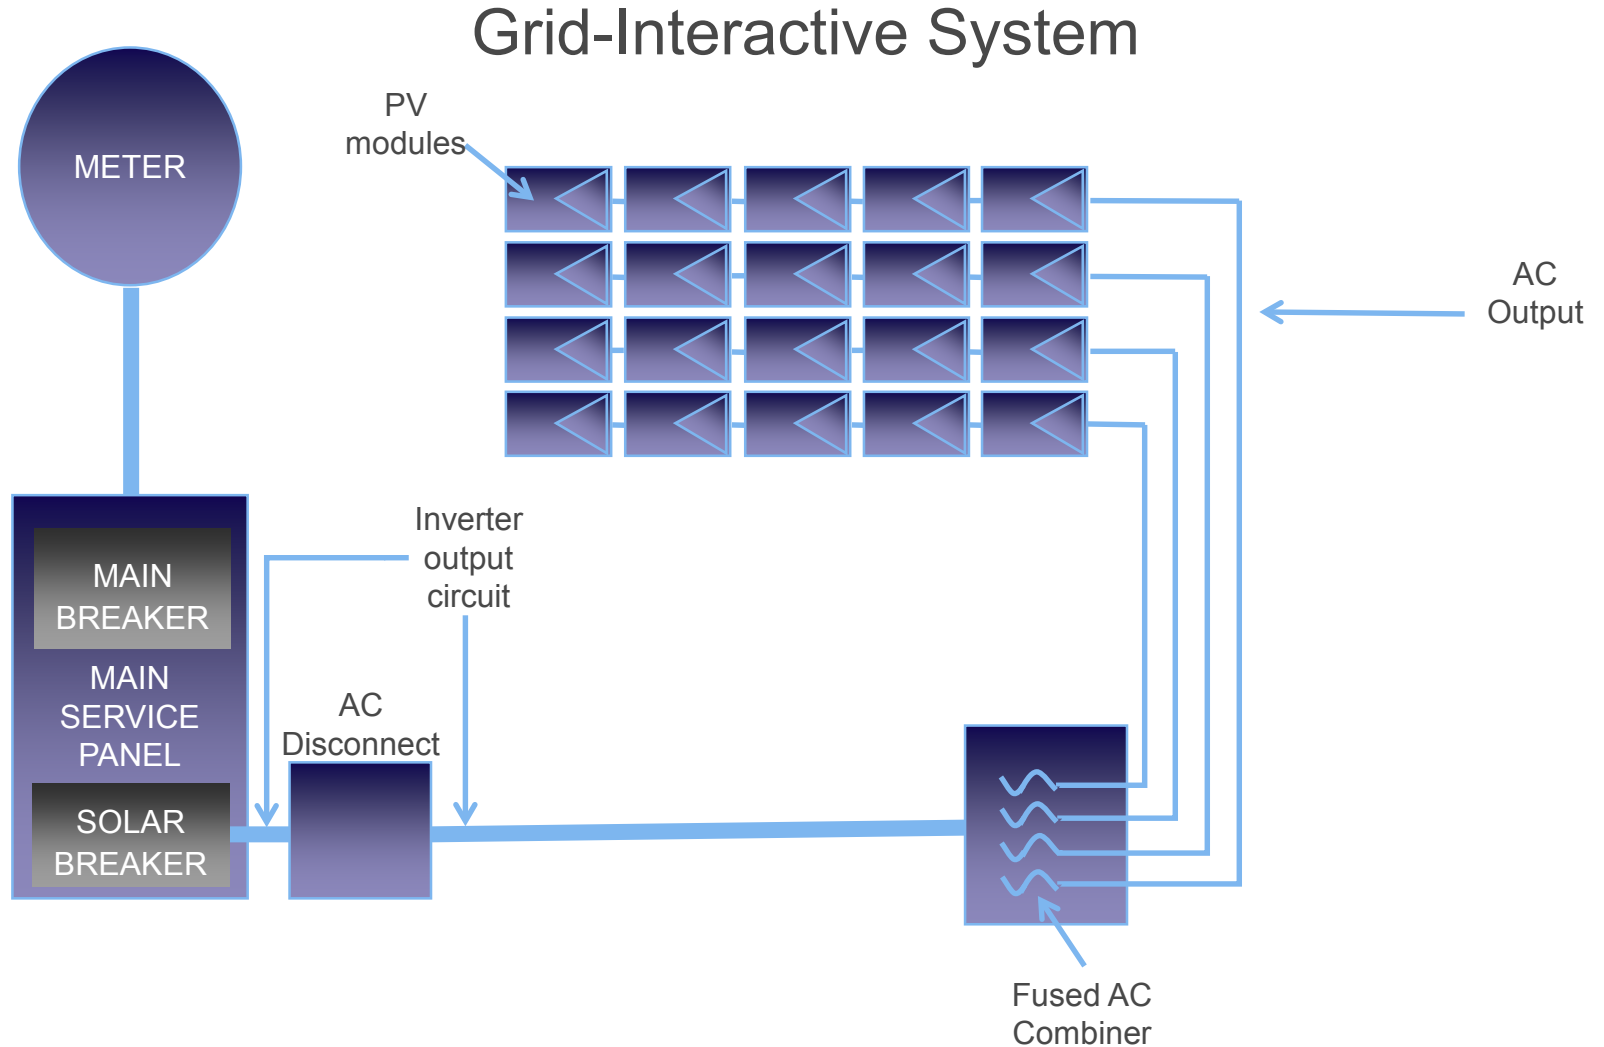 Grid-Interactive System
METER
PV
modules
AC
Output
Inverter
output
circuit
MAIN
BREAKER
MAIN
SERVICE
PANEL
SOLAR
BREAKER
AC
Disconnect
Fused AC
Combiner